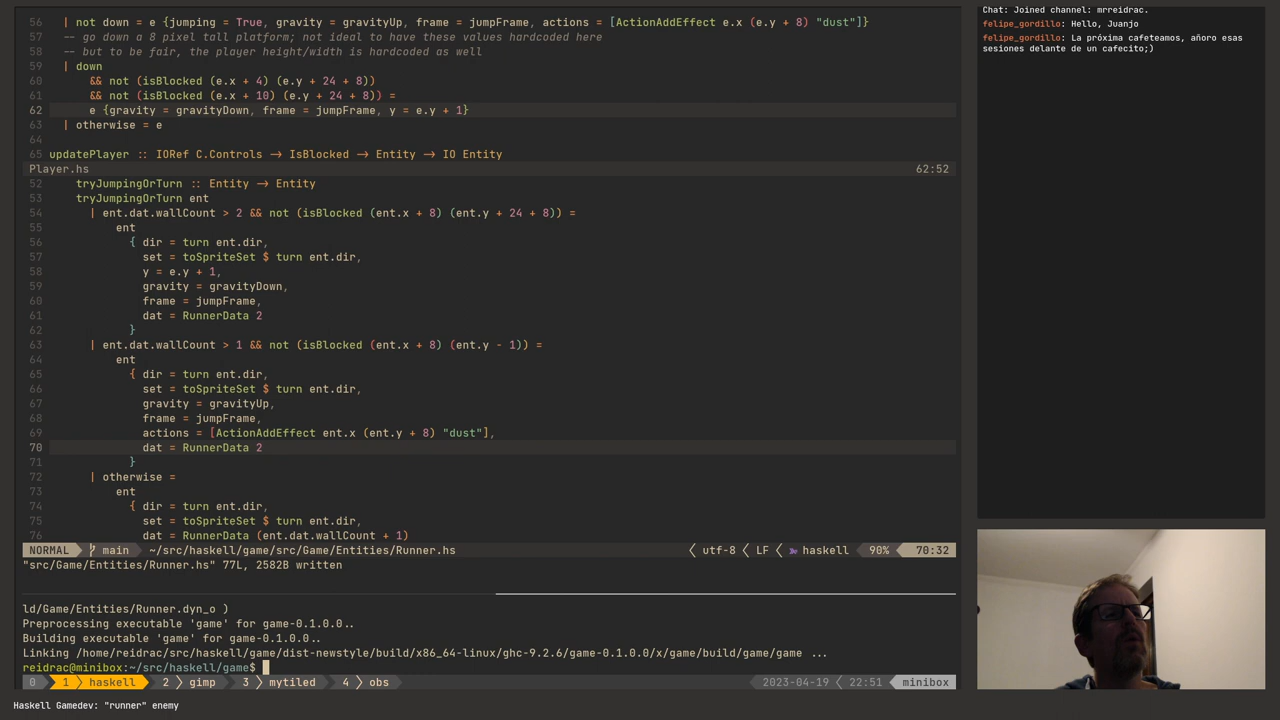 56   | not down = e {jumping = True, gravity = gravityUp, frame = jumpFrame, actions = [ActionAddEffect e.x (e.y + 8) "dust"]}
57   -- go down a 8 pixel tall platform; not ideal to have these values hardcoded here
58   -- but to be fair, the player height/width is hardcoded as well
59   | down
60       && not (isBlocked (e.x + 4) (e.y + 24 + 8))
61       && not (isBlocked (e.x + 10) (e.y + 24 + 8)) =
62       e {gravity = gravityDown, frame = jumpFrame, y = e.y + 1}
63   | otherwise = e
64
65 updatePlayer :: IORef C.Controls → IsBlocked → Entity → IO Entity
Player.hs 62:52
52     tryJumpingOrTurn :: Entity → Entity
53     tryJumpingOrTurn ent
54       | ent.dat.wallCount > 2 && not (isBlocked (ent.x + 8) (ent.y + 24 + 8)) =
55           ent
56             { dir = turn ent.dir,
57               set = toSpriteSet $ turn ent.dir,
58               y = e.y + 1,
59               gravity = gravityDown,
60               frame = jumpFrame,
61               dat = RunnerData 2
62             }
63       | ent.dat.wallCount > 1 && not (isBlocked (ent.x + 8) (ent.y - 1)) =
64           ent
65             { dir = turn ent.dir,
66               set = toSpriteSet $ turn ent.dir,
67               gravity = gravityUp,
68               frame = jumpFrame,
69               actions = [ActionAddEffect ent.x (ent.y + 8) "dust"],
70               dat = RunnerData 2
71             }
72       | otherwise =
73           ent
74             { dir = turn ent.dir,
75               set = toSpriteSet $ turn ent.dir,
76               dat = RunnerData (ent.dat.wallCount + 1)
NORMAL main ~/src/haskell/game/src/Game/Entities/Runner.hs utf-8 LF haskell 90% 70:32
"src/Game/Entities/Runner.hs" 77L, 2582B written
ld/Game/Entities/Runner.dyn_o )
Preprocessing executable 'game' for game-0.1.0.0..
Building executable 'game' for game-0.1.0.0..
Linking /home/reidrac/src/haskell/game/dist-newstyle/build/x86_64-linux/ghc-9.2.6/game-0.1.0.0/x/game/build/game/game ...
reidrac@minibox:~/src/haskell/game$
0 1 haskell 2 gimp 3 mytiled 4 obs 2023-04-19 22:51 minibox
Haskell Gamedev: "runner" enemy
Chat: Joined channel: mrreidrac.
felipe_gordillo: Hello, Juanjo
felipe_gordillo: La próxima cafeteamos, añoro esas
sesiones delante de un cafecito;)